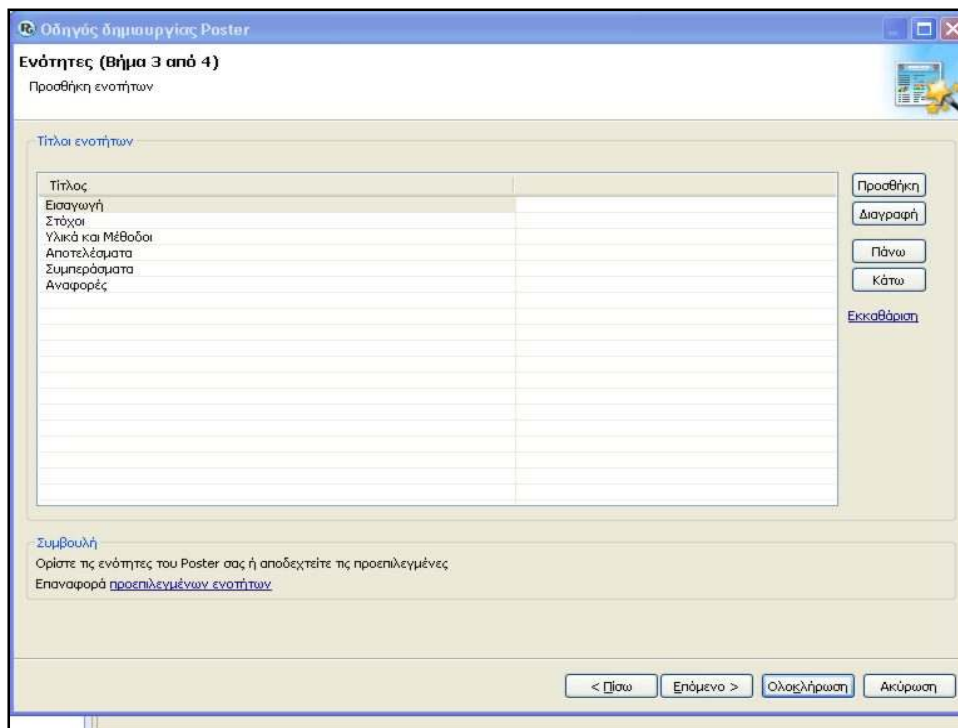 Οδηγός δημιουργίας Poster
Ενότητες (Βήμα 3 από 4)
Προσθήκη ενοτήτων
Τίτλοι ενοτήτων
Τίτλος
Εισαγωγή
Στόχοι
Υλικά και Μέθοδοι
Αποτελέσματα
Συμπεράσματα
Αναφορές
Προσθήκη
Διαγραφή
Πάνω
Κάτω
Εκκαθάριση
Συμβουλή
Ορίστε τις ενότητες του Poster σας ή αποδεχτείτε τις προεπιλεγμένες
Επαναφορά προεπιλεγμένων ενοτήτων
< Πίσω Επόμενο > Ολοκλήρωση Ακύρωση